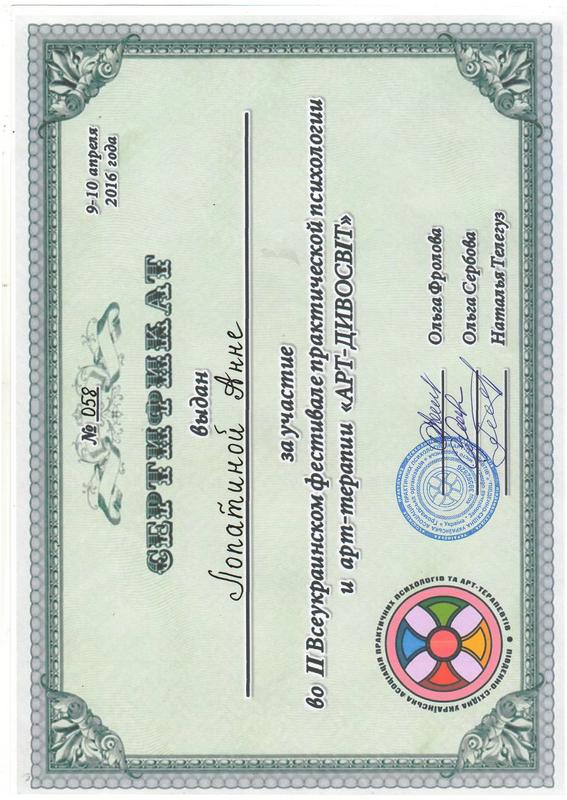 № 058
9-10 апреля
2016 года
СЕРТИФИКАТ
выдан
Лопатиной Анне
за участие
во II Всеукраинском фестивале практической психологии
и арт-терапии «АРТ-ДИВОСВІТ»
Ольга Фролова
Ольга Сербова
Наталья Телегуз
ПІВДЕННО-СХІДНА УКРАЇНСЬКА АСОЦІАЦІЯ ПРАКТИЧНИХ ПСИХОЛОГІВ ТА АРТ-ТЕРАПЕВТІВ